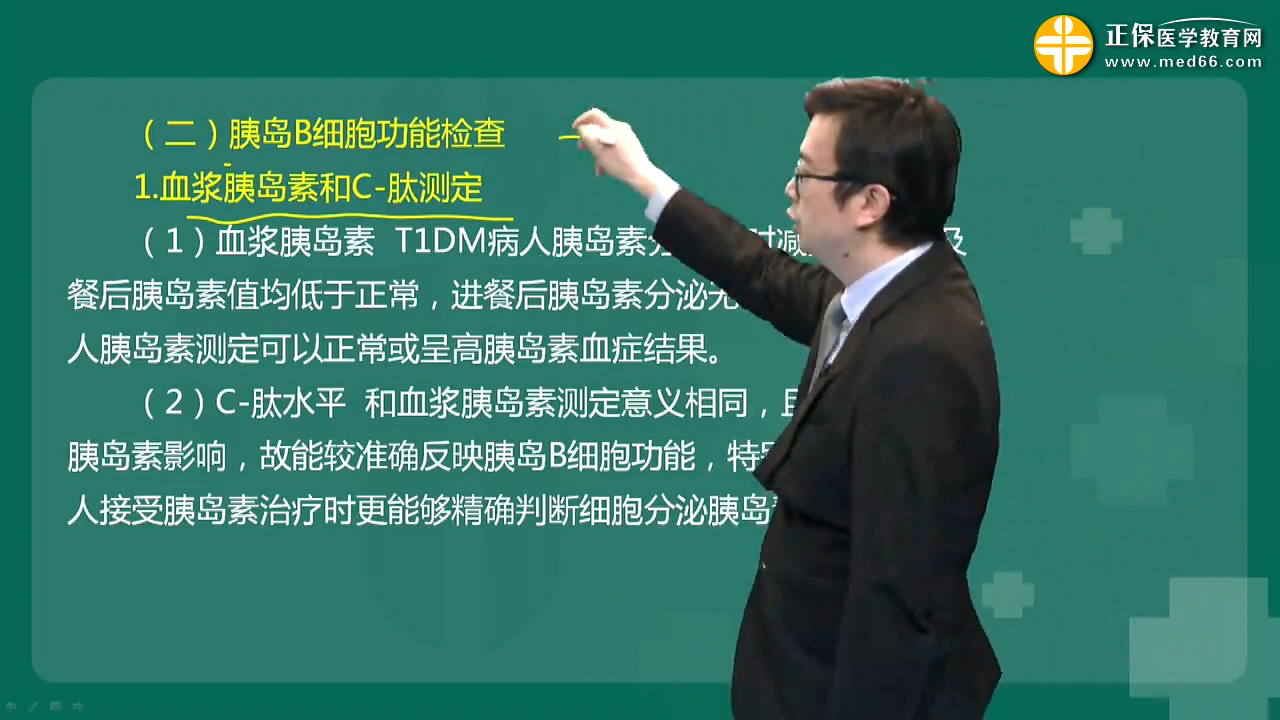 正保医学教育网
www.med66.com
（二）胰岛B细胞功能检查
1.血浆胰岛素和C-肽测定
（1）血浆胰岛素 T1DM病人胰岛素分 时减 及
餐后胰岛素值均低于正常，进餐后胰岛素分泌无
人胰岛素测定可以正常或呈高胰岛素血症结果。
（2）C-肽水平 和血浆胰岛素测定意义相同，且
胰岛素影响，故能较准确反映胰岛B细胞功能，特
人接受胰岛素治疗时更能够精确判断细胞分泌胰岛